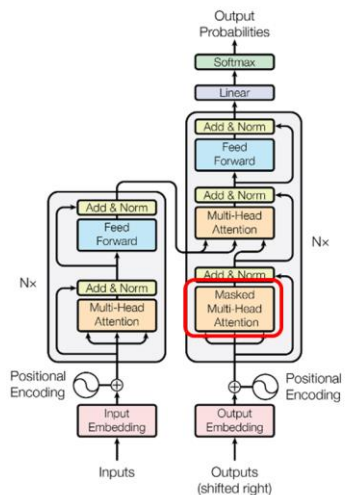 Output
Probabilities
Softmax
Linear
Add & Norm
Feed
Forward
Add & Norm
Multi-Head
Attention
Nx
Add & Norm
Masked
Multi-Head
Attention
Add & Norm
Feed
Forward
Nx
Add & Norm
Multi-Head
Attention
Positional
Encoding
Positional
Encoding
Input
Embedding
Output
Embedding
Inputs
Outputs
(shifted right)